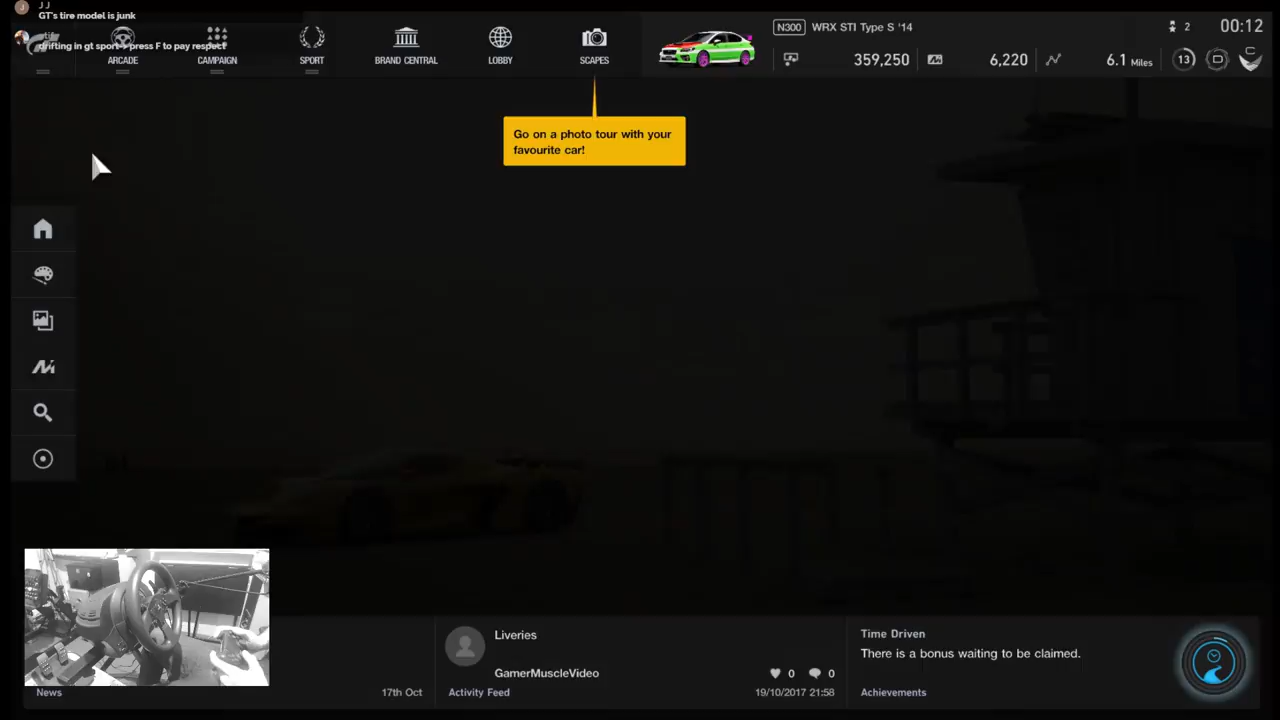 J J
GT's tire model is junk
drifting in gt sport = press F to pay respect
ARCADE
CAMPAIGN
SPORT
BRAND CENTRAL
LOBBY
SCAPES
N300 WRX STI Type S '14
2
00:12
359,250
6,220
6.1 Miles
13
D
C
Go on a photo tour with your
favourite car!
Liveries
GamerMuscleVideo
0
0
News
17th Oct
Activity Feed
19/10/2017 21:58
Time Driven
There is a bonus waiting to be claimed.
Achievements